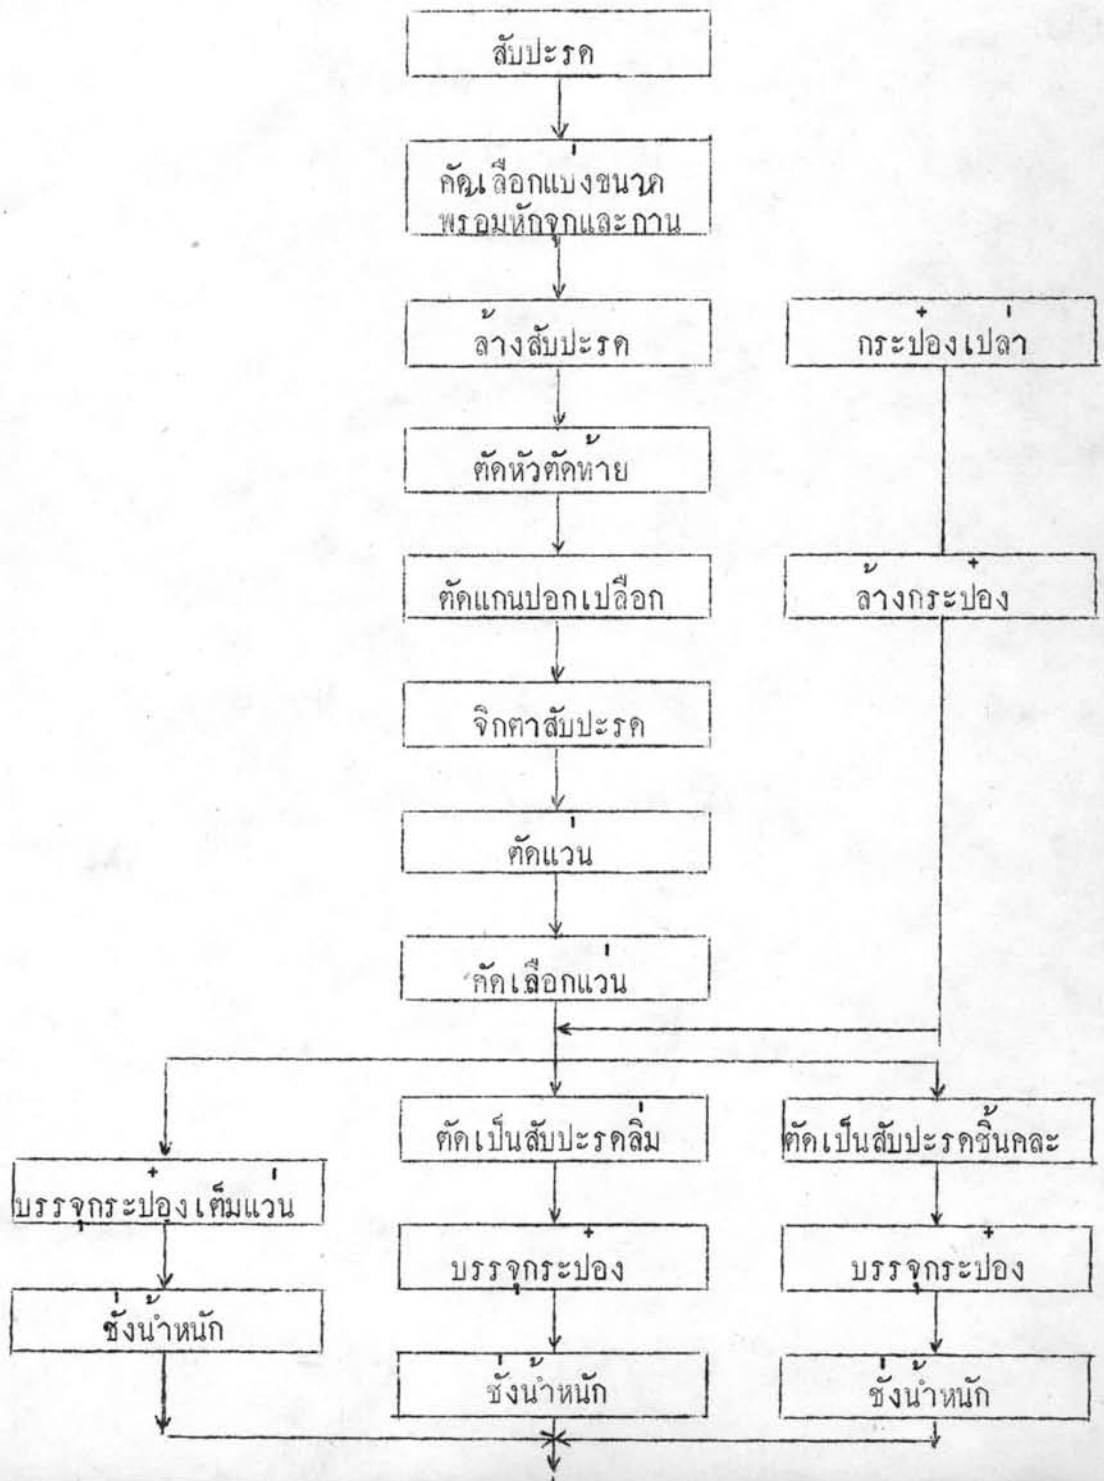 สับปะรด
คัดเลือกแบ่งขนาด
พร้อมหักจุกและก้าน
ล้างสับปะรด
กระป๋องเปล่า
ตัดหัวตัดท้าย
ตัดแกนปอกเปลือก
ล้างกระป๋อง
จิกตาสับปะรด
ตัดแว่น
คัดเลือกแว่น
ตัดเป็นสับปะรดลิ่ม
ตัดเป็นสับปะรดชิ้นคละ
บรรจุกระป๋องเต็มแว่น
บรรจุกระป๋อง
บรรจุกระป๋อง
ชั่งน้ำหนัก
ชั่งน้ำหนัก
ชั่งน้ำหนัก